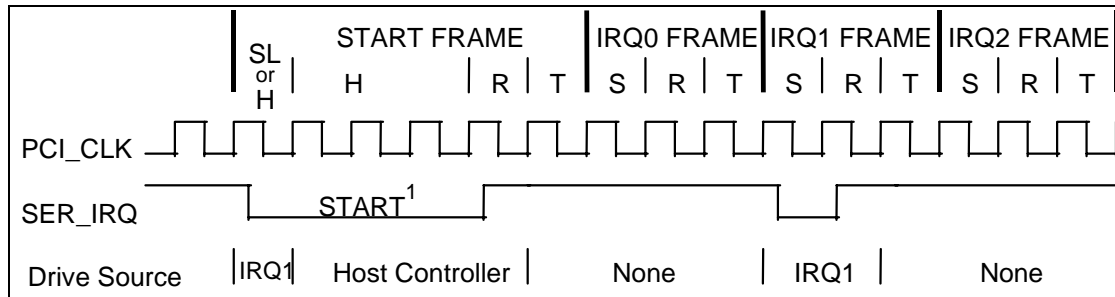 START FRAME IRQ0 FRAME IRQ1 FRAME IRQ2 FRAME
SL
or
H
H R T S R T S R T S R T
PCI_CLK
SER_IRQ START1
Drive Source IRQ1 Host Controller None IRQ1 None